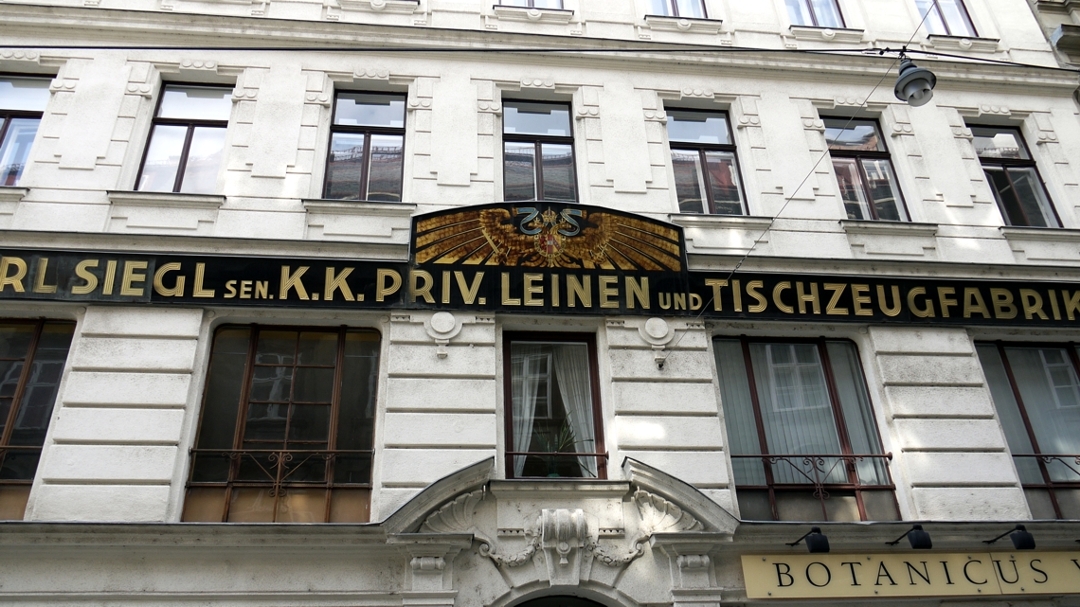 RL SIEGL SEN. K.K. PRIV. LEINEN UND TISCHZEUGFABRIK
BOTANICUS